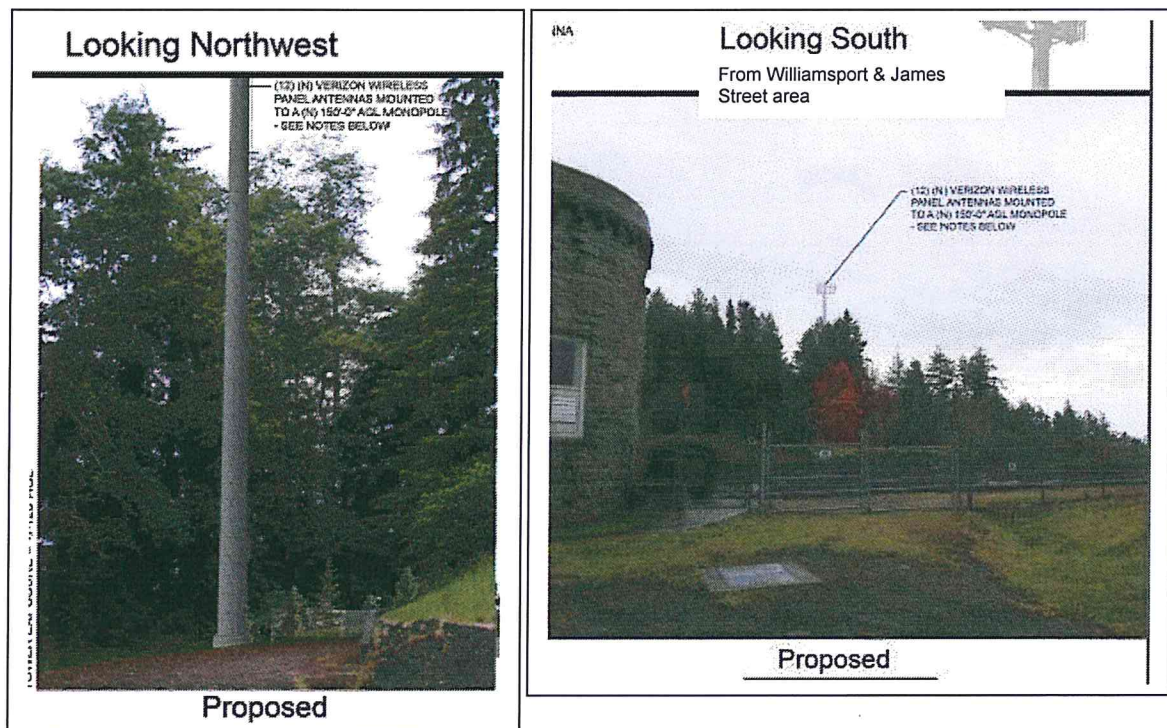 Looking Northwest
(12) (N) VERIZON WIRELESS
PANEL ANTENNAS MOUNTED
TO A (N) 150'-0" AGL MONOPOLE
- SEE NOTES BELOW
Proposed
INA
Looking South
From Williamsport & James
Street area
(12) (N) VERIZON WIRELESS
PANEL ANTENNAS MOUNTED
TO A (N) 150'-0" AGL MONOPOLE
- SEE NOTES BELOW
Proposed